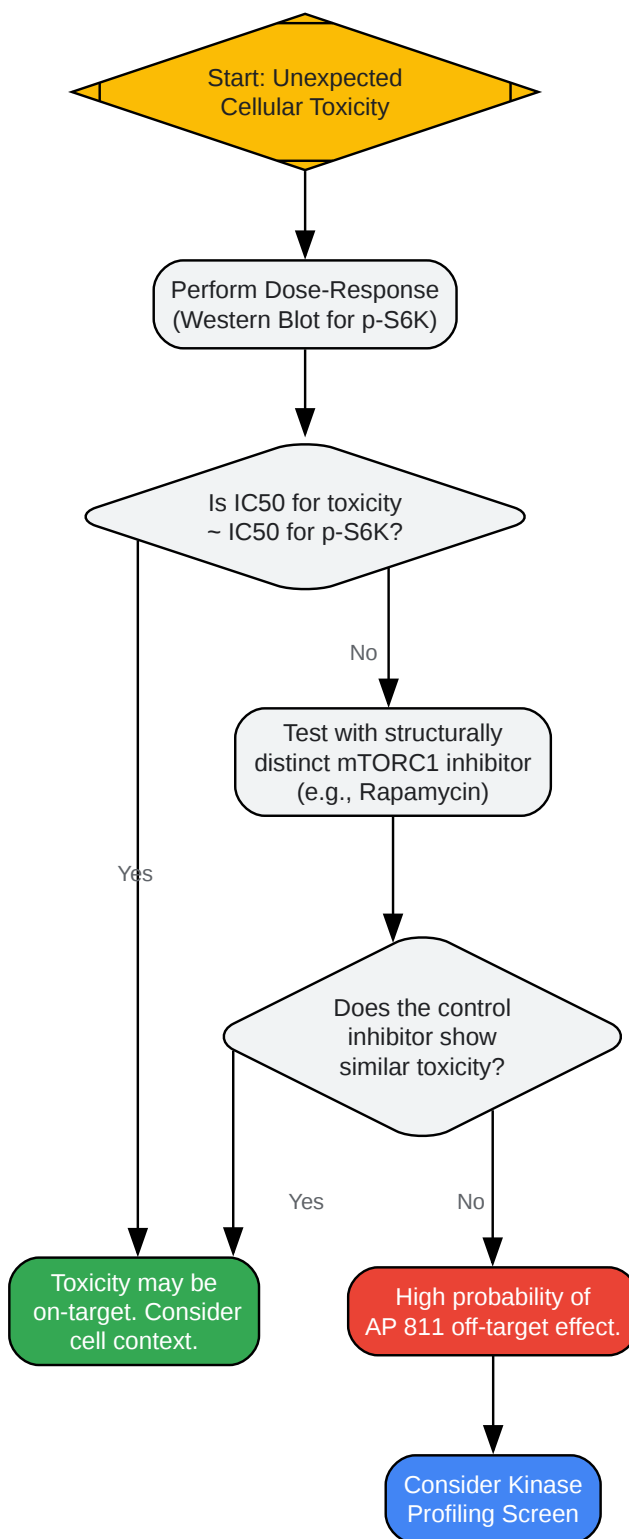 Start: Unexpected
Cellular Toxicity
Perform Dose-Response
(Western Blot for p-S6K)
Is IC50 for toxicity
~ IC50 for p-S6K?
No
Test with structurally
distinct mTORC1 inhibitor
(e.g., Rapamycin)
Yes
Does the control
inhibitor show
similar toxicity?
Yes
No
Toxicity may be
on-target. Consider
cell context.
High probability of
AP 811 off-target effect.
Consider Kinase
Profiling Screen